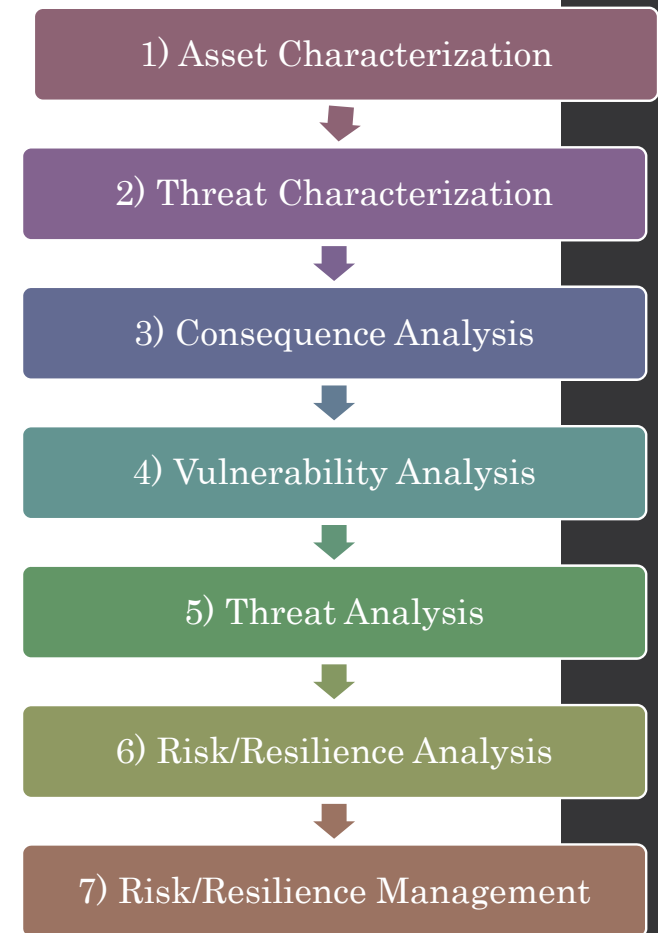 1) Asset Characterization
2) Threat Characterization
3) Consequence Analysis
4) Vulnerability Analysis
5) Threat Analysis
6) Risk/Resilience Analysis
7) Risk/Resilience Management